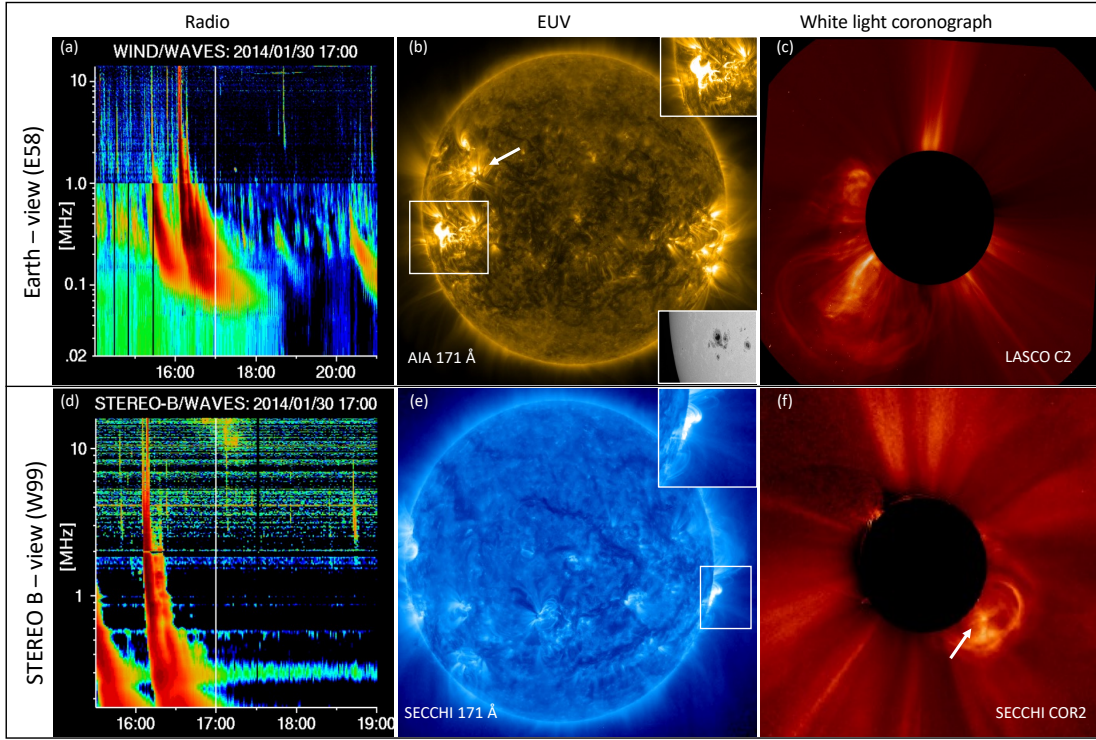 Radio
EUV
White light coronograph
Earth – view (E58)
(a)
WIND/WAVES: 2014/01/30 17:00
10
1.0
[MHz]
0.1
.02
16:00
18:00
20:00
(b)
AIA 171 Å
(c)
LASCO C2
STEREO B – view (W99)
(d)
STEREO-B/WAVES: 2014/01/30 17:00
10
[MHz]
1
16:00
17:00
18:00
19:00
(e)
SECCHI 171 Å
(f)
SECCHI COR2